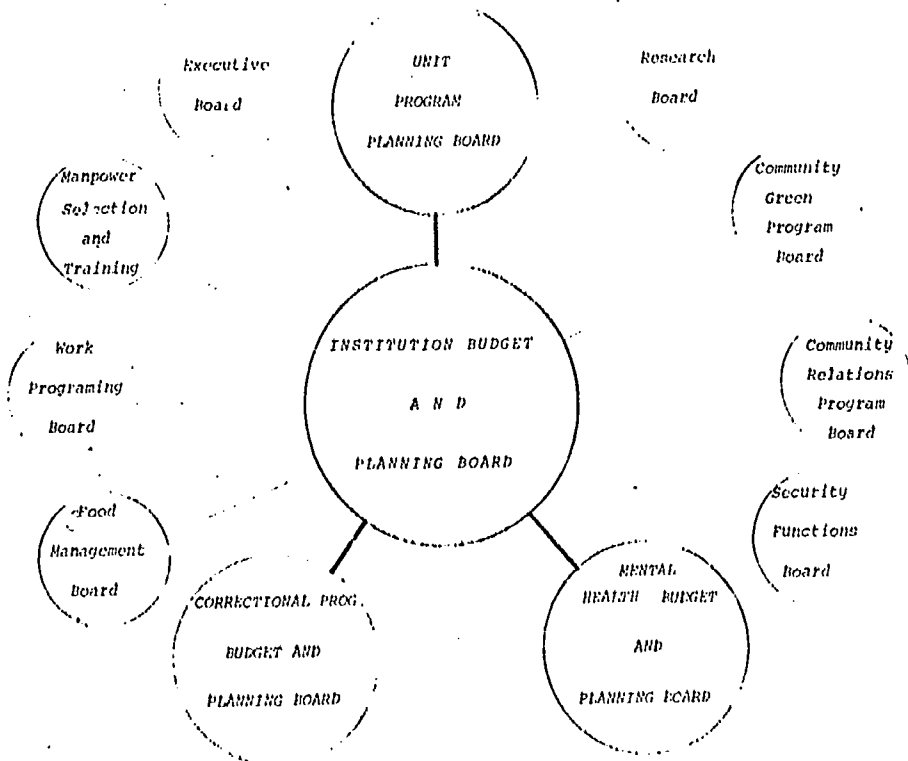 Executive
Board
UNIT
PROGRAM
PLANNING BOARD
Research
Board
Manpower
Selection
and
Training
Community
Green
Program
Board
Work
Programing
Board
INSTITUTION BUDGET
A N D
PLANNING BOARD
Community
Relations
Program
Board
Food
Management
Board
Security
Functions
Board
CORRECTIONAL PROG.
BUDGET AND
PLANNING BOARD
MENTAL
HEALTH BUDGET
AND
PLANNING BOARD